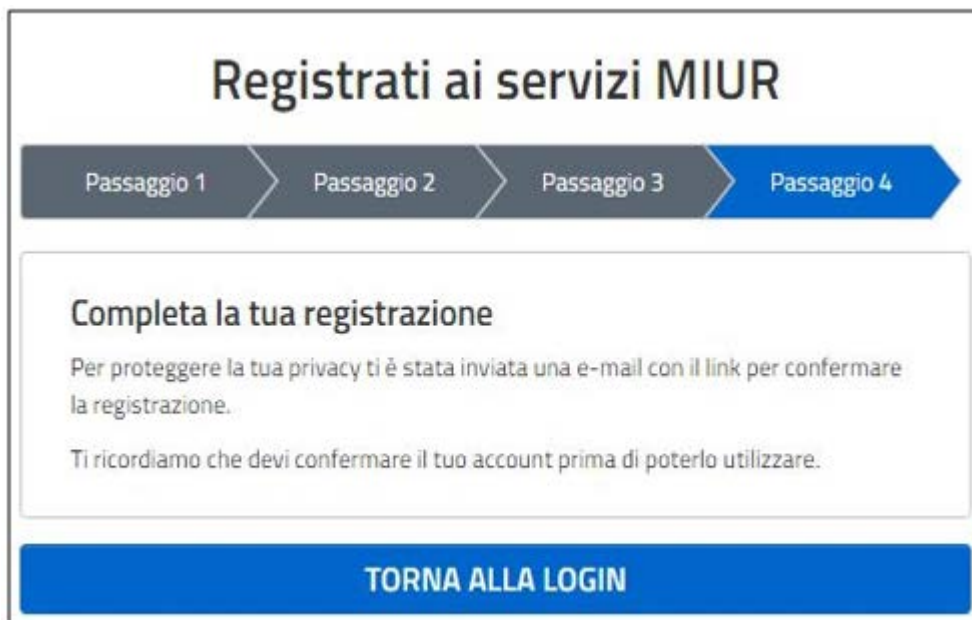 Registrati ai servizi MIUR
Passaggio 1 Passaggio 2 Passaggio 3 Passaggio 4
Completa la tua registrazione
Per proteggere la tua privacy ti è stata inviata una e-mail con il link per confermare
la registrazione.
Ti ricordiamo che devi confermare il tuo account prima di poterlo utilizzare.
TORNA ALLA LOGIN